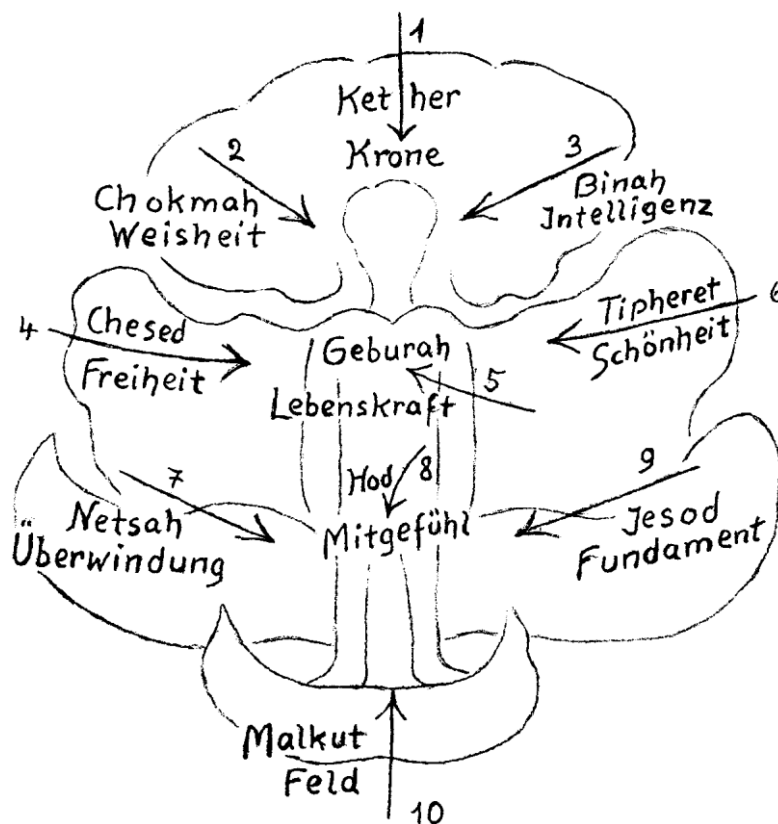 1
Kether
Krone
2
Chokmah
Weisheit
3
Binah
Intelligenz
4
Chesed
Freiheit
Geburah
Lebenskraft
5
6
Tipheret
Schönheit
7
Netsah
Überwindung
Hod
8
Mitgefühl
9
Jesod
Fundament
Malkut
Feld
10